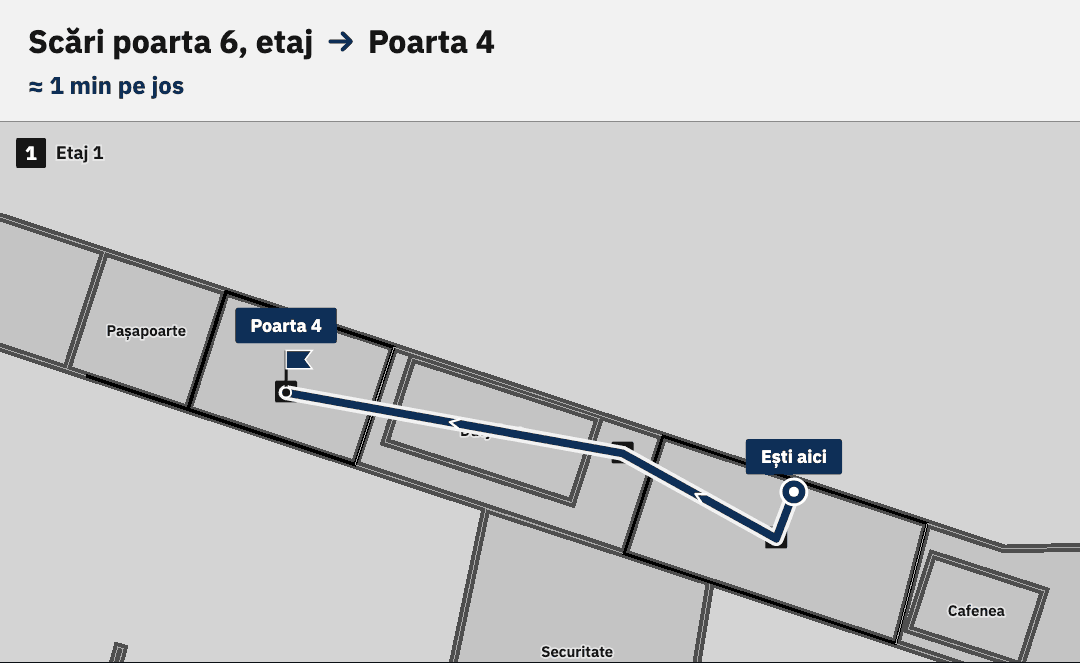 Scări poarta 6, etaj → Poarta 4
≈ 1 min pe jos
1 Etaj 1
Pașapoarte
Poarta 4
Ești aici
Cafenea
Securitate